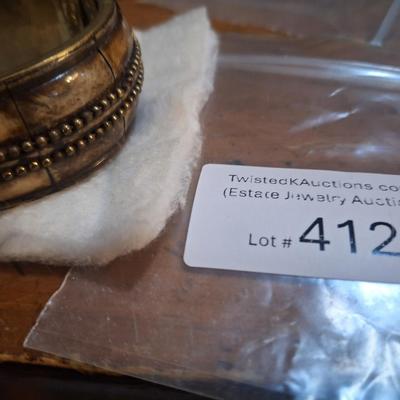 TwistedKAuctions.co
(Estate Jewelry Auctio
Lot # 412